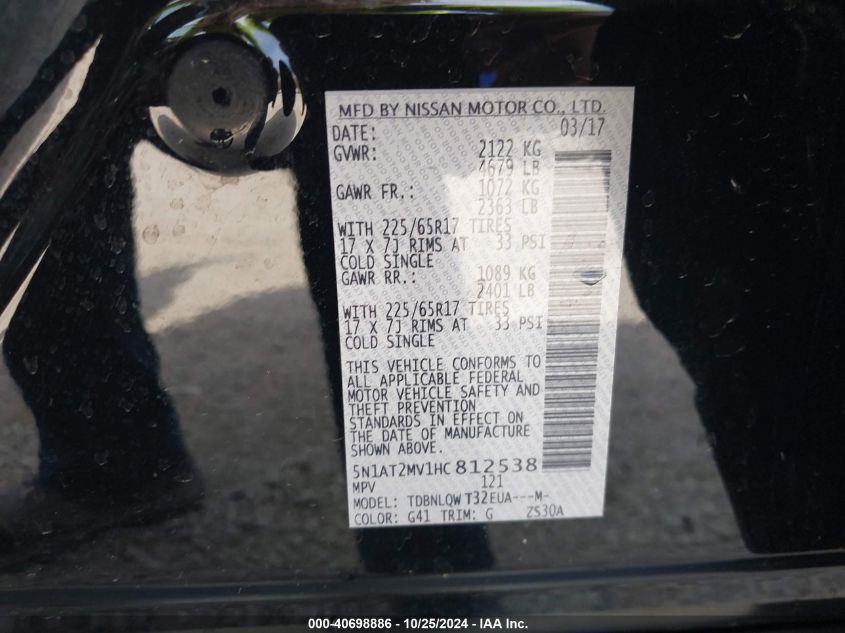 MFD BY NISSAN MOTOR CO., LTD.
DATE: 03/17
GVWR: 2122 KG
4679 LB
GAWR FR.: 1072 KG
2363 LB
WITH 225/65R17 TIRES
17 X 7J RIMS AT 33 PSI
COLD SINGLE
GAWR RR.: 1089 KG
2401 LB
WITH 225/65R17 TIRES
17 X 7J RIMS AT 33 PSI
COLD SINGLE
THIS VEHICLE CONFORMS TO
ALL APPLICABLE FEDERAL
MOTOR VEHICLE SAFETY AND
THEFT PREVENTION
STANDARDS IN EFFECT ON
THE DATE OF MANUFACTURE
SHOWN ABOVE.
5N1AT2MV1HC812538
MPV 121
MODEL: TDBNLQW T32EUA---M-
COLOR: G41 TRIM: G ZS30A
000-40698886 - 10/25/2024 - IAA Inc.